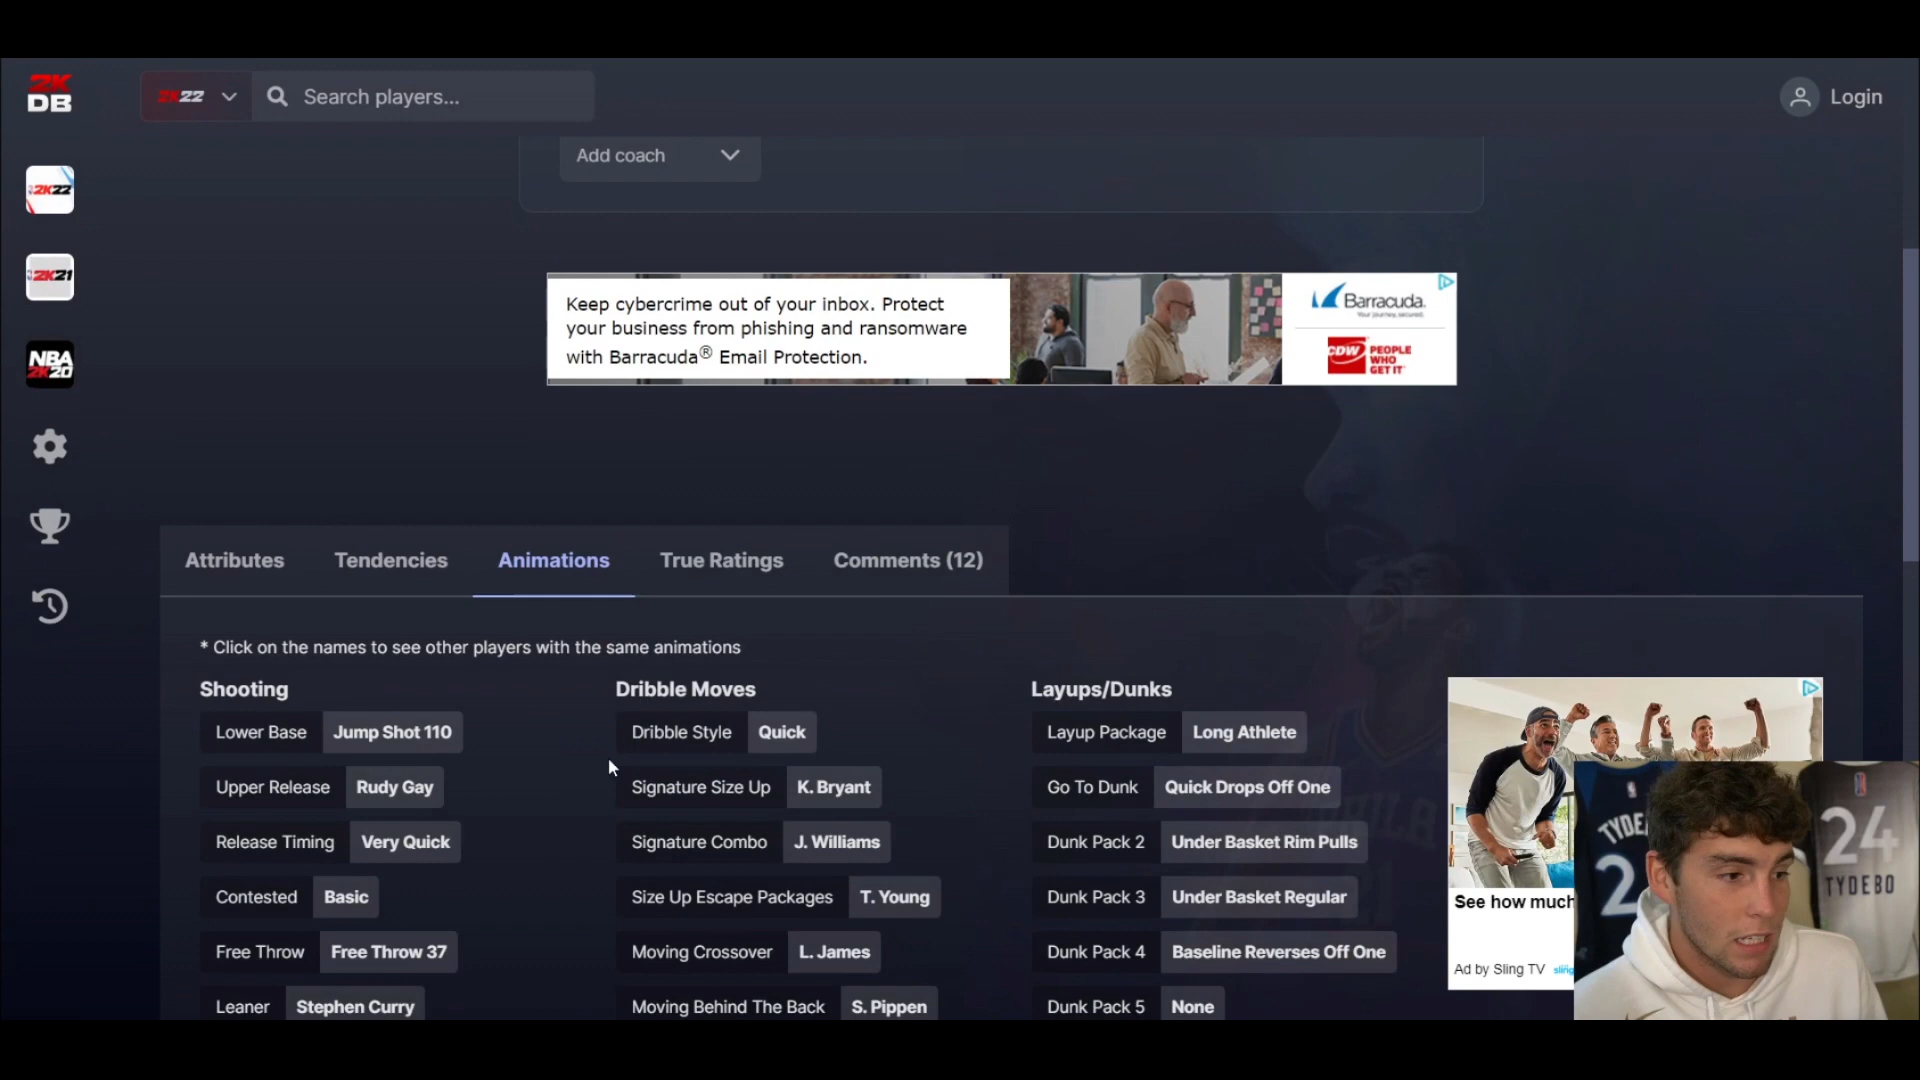 2K
DB
2K22
Search players...
Login
Add coach
2K22
2K21
NBA
2K20
Keep cybercrime out of your inbox. Protect
your business from phishing and ransomware
with Barracuda® Email Protection.
Barracuda.
Your journey, secured.
CDW PEOPLE
WHO
GET IT
Attributes Tendencies Animations True Ratings Comments (12)
* Click on the names to see other players with the same animations
Shooting
Lower Base Jump Shot 110
Upper Release Rudy Gay
Release Timing Very Quick
Contested Basic
Free Throw Free Throw 37
Leaner Stephen Curry
Dribble Moves
Dribble Style Quick
Signature Size Up K. Bryant
Signature Combo J. Williams
Size Up Escape Packages T. Young
Moving Crossover L. James
Moving Behind The Back S. Pippen
Layups/Dunks
Layup Package Long Athlete
Go To Dunk Quick Drops Off One
Dunk Pack 2 Under Basket Rim Pulls
Dunk Pack 3 Under Basket Regular
Dunk Pack 4 Baseline Reverses Off One
Dunk Pack 5 None
See how much
Ad by Sling TV sling
TYDE
2
24
TYDEBO